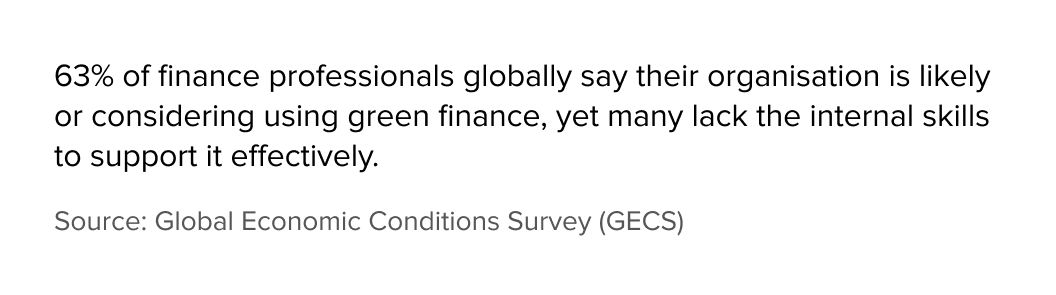 63% of finance professionals globally say their organisation is likely
or considering using green finance, yet many lack the internal skills
to support it effectively.
Source: Global Economic Conditions Survey (GECS)